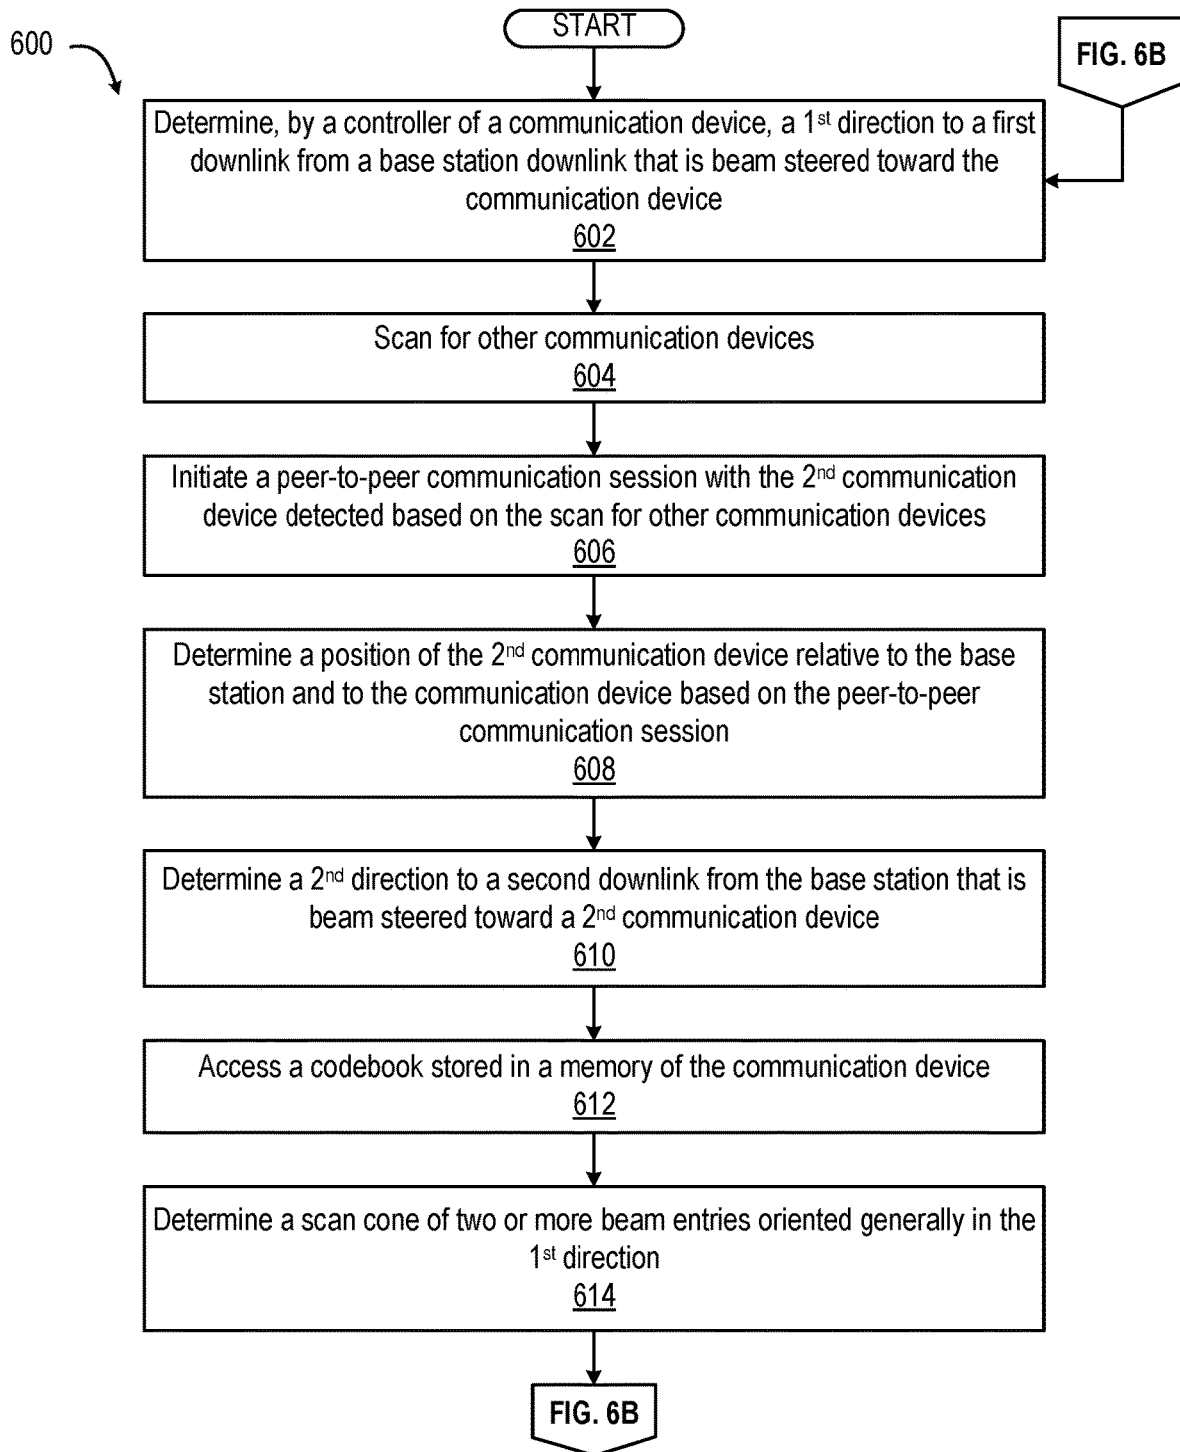 600
START
FIG. 6B
Determine, by a controller of a communication device, a 1st direction to a first
downlink from a base station downlink that is beam steered toward the
communication device
602
Scan for other communication devices
604
Initiate a peer-to-peer communication session with the 2nd communication
device detected based on the scan for other communication devices
606
Determine a position of the 2nd communication device relative to the base
station and to the communication device based on the peer-to-peer
communication session
608
Determine a 2nd direction to a second downlink from the base station that is
beam steered toward a 2nd communication device
610
Access a codebook stored in a memory of the communication device
612
Determine a scan cone of two or more beam entries oriented generally in the
1st direction
614
FIG. 6B